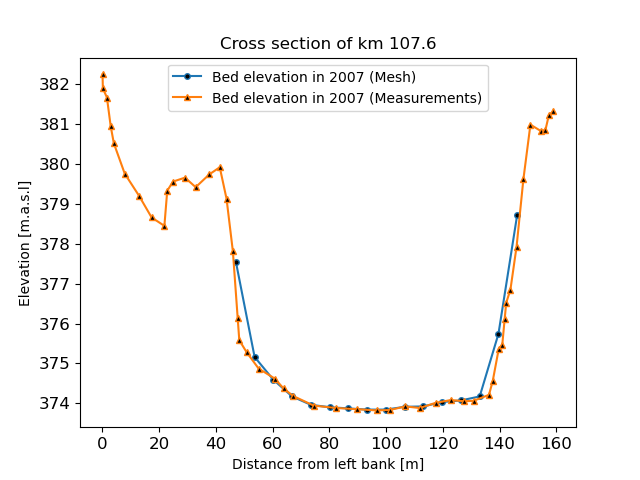 Cross section of km 107.6
Bed elevation in 2007 (Mesh)
Bed elevation in 2007 (Measurements)
Elevation [m.a.s.l]
382
381
380
379
378
377
376
375
374
0 20 40 60 80 100 120 140 160
Distance from left bank [m]